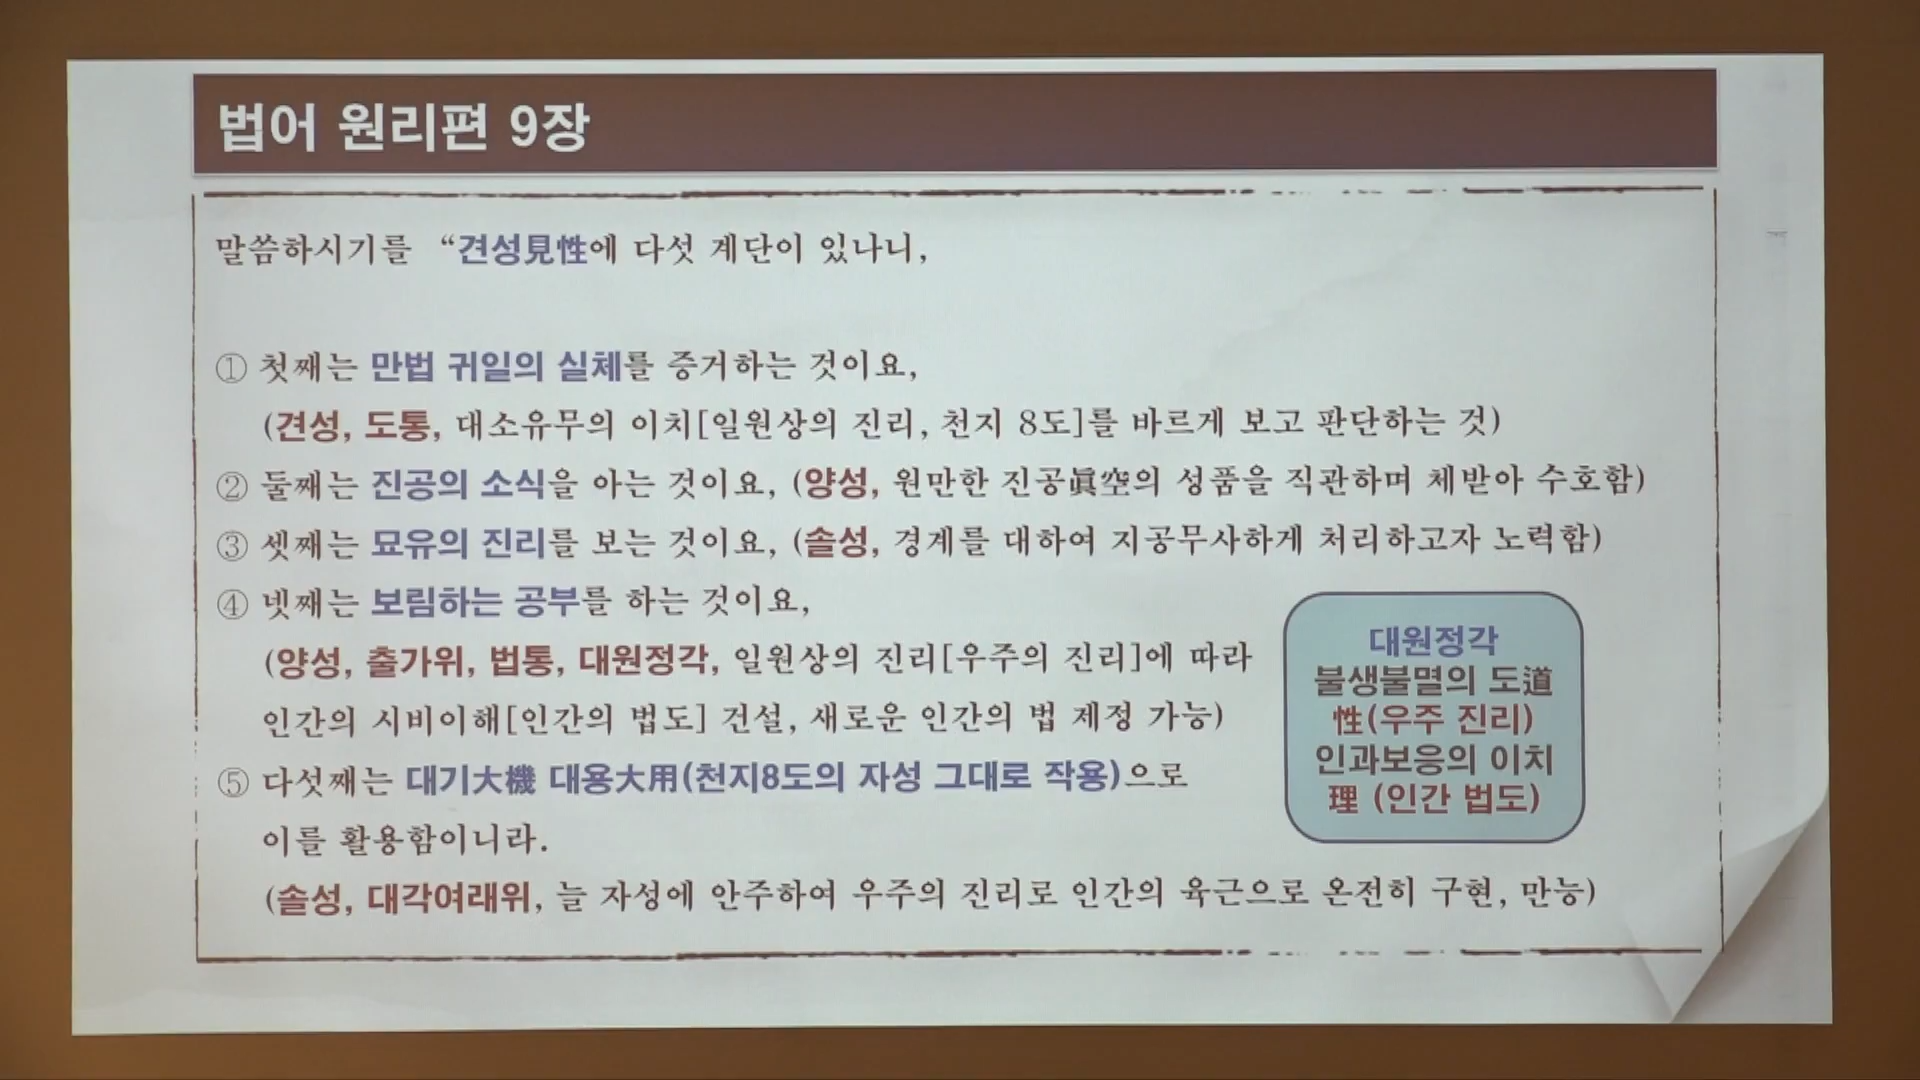 법어 원리편 9장
말씀하시기를 “견성見性에 다섯 계단이 있나니,
① 첫째는 만법 귀일의 실체를 증거하는 것이요,
(견성, 도통, 대소유무의 이치[일원상의 진리, 천지 8도]를 바르게 보고 판단하는 것)
② 둘째는 진공의 소식을 아는 것이요, (양성, 원만한 진공眞空의 성품을 직관하며 체받아 수호함)
③ 셋째는 묘유의 진리를 보는 것이요, (솔성, 경계를 대하여 지공무사하게 처리하고자 노력함)
④ 넷째는 보림하는 공부를 하는 것이요,
(양성, 출가위, 법통, 대원정각, 일원상의 진리[우주의 진리]에 따라
인간의 시비이해[인간의 법도] 건설, 새로운 인간의 법 제정 가능)
⑤ 다섯째는 대기大機 대용大用(천지8도의 자성 그대로 작용)으로
이를 활용함이니라.
(솔성, 대각여래위, 늘 자성에 안주하여 우주의 진리로 인간의 육근으로 온전히 구현, 만능)
대원정각
불생불멸의 도道
性(우주 진리)
인과보응의 이치
理 (인간 법도)